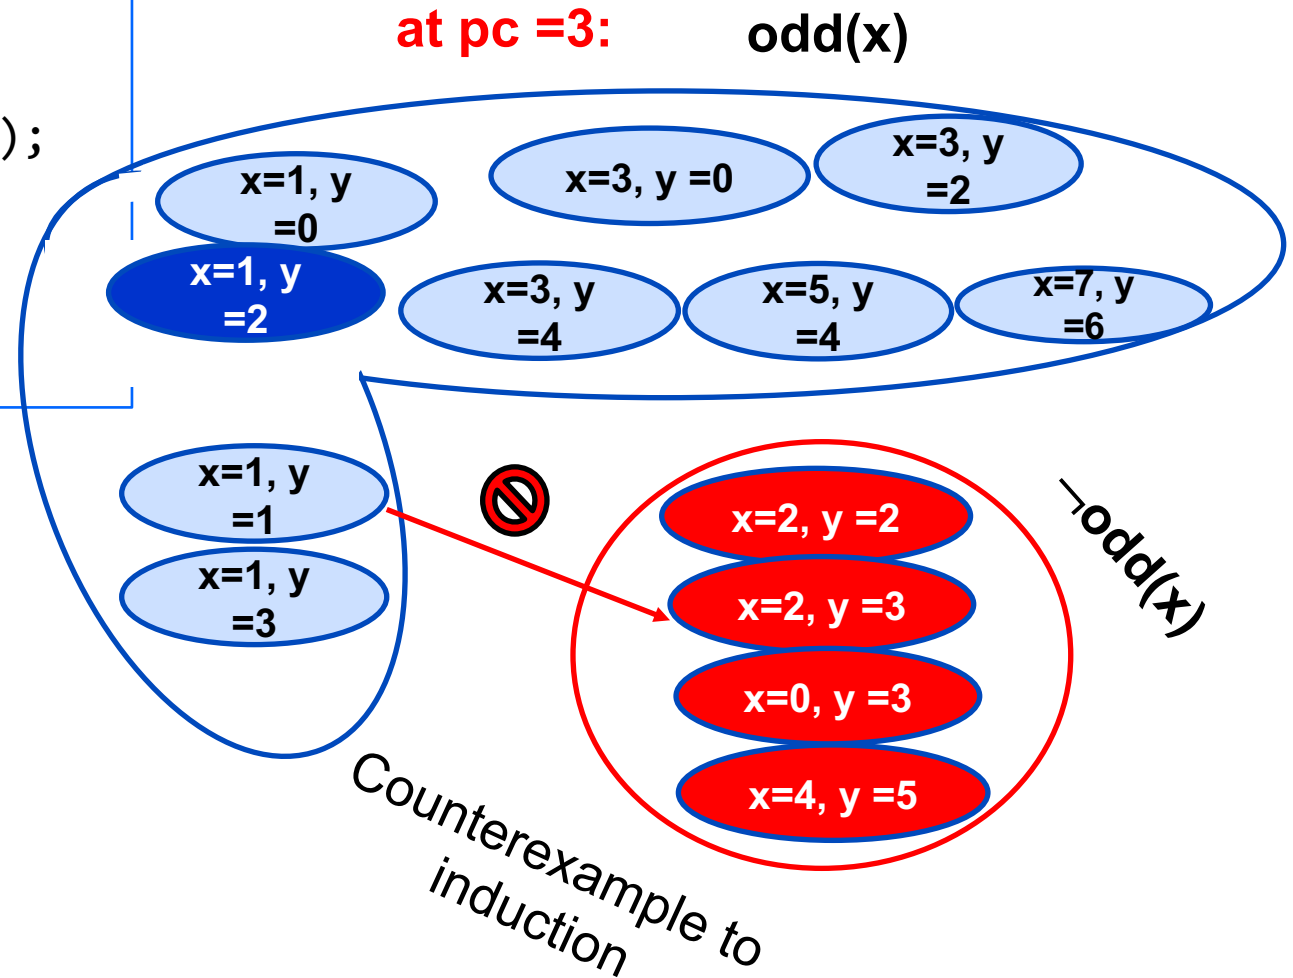 at pc =3: odd(x)
);
x=1, y
=0
x=3, y =0
x=3, y
=2
x=1, y
=2
x=3, y
=4
x=5, y
=4
x=7, y
=6
x=1, y
=1
x=1, y
=3
x=2, y =2
x=2, y =3
x=0, y =3
x=4, y =5
¬odd(x)
Counterexample to
induction